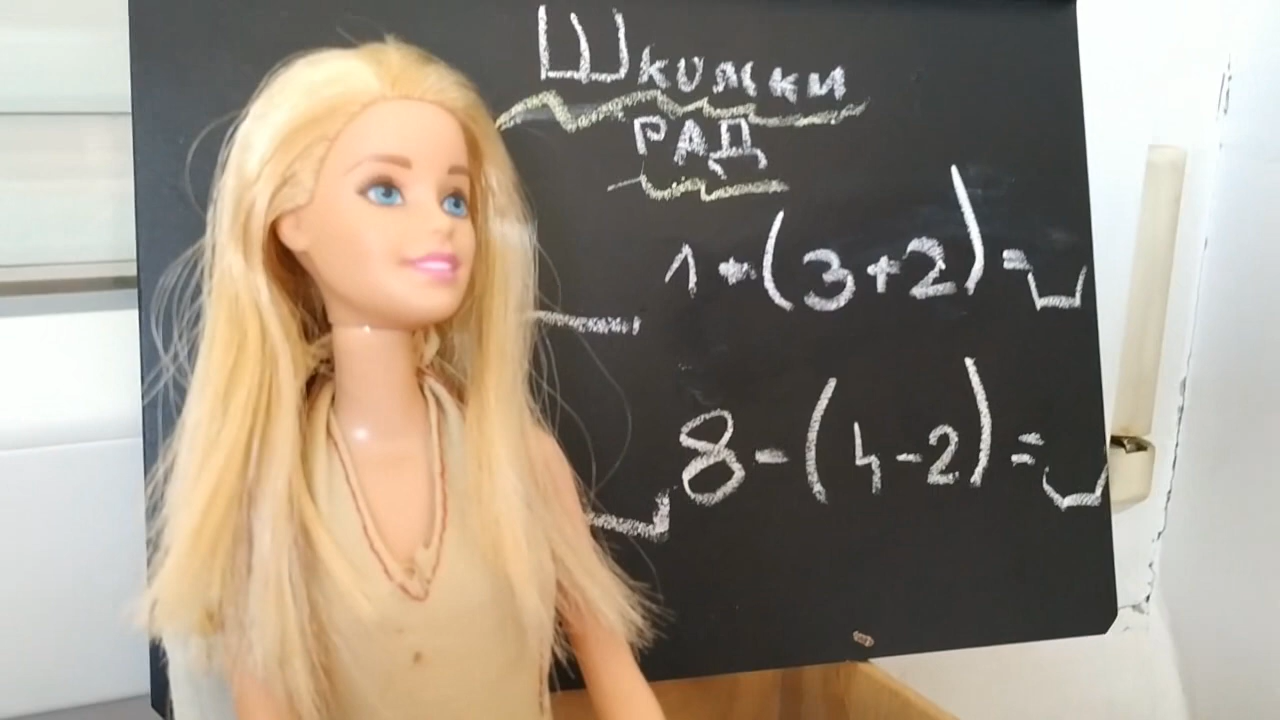 Школски
рад
1+(3+2)=
8-(4-2)=